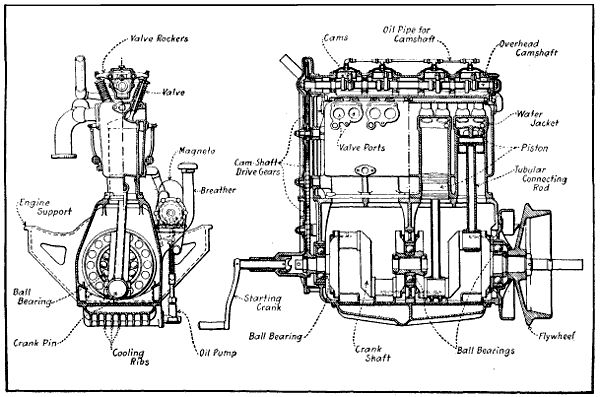 Valve Rockers
Valve
Magneto
Breather
Engine
Support
Ball
Bearing
Crank Pin
Cooling
Ribs
Oil Pump
Cams
Oil Pipe for
Camshaft
Overhead
Camshaft
Water
Jacket
Valve Ports
Piston
Cam-Shaft
Drive Gears
Tubular
Connecting
Rod
Starting
Crank
Ball Bearing
Crank
Shaft
Ball Bearings
Flywheel